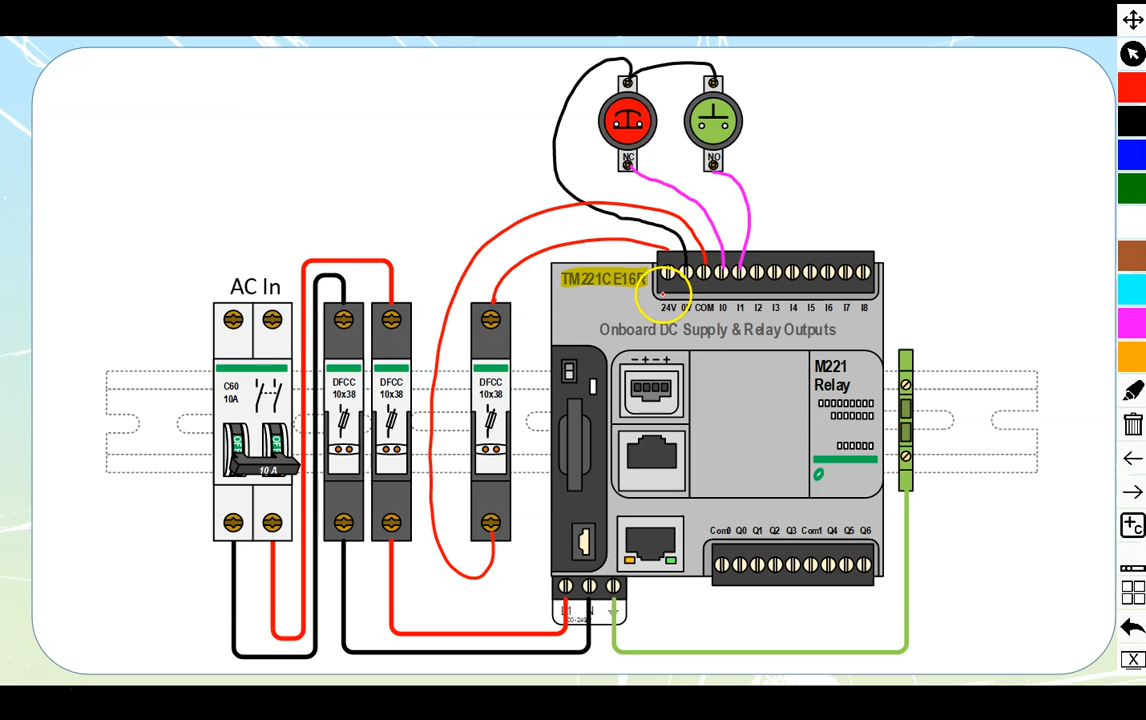 NC
NO
TM221CE16R
AC In
24V 0V COM I0 I1 I2 I3 I4 I5 I6 I7 I8
Onboard DC Supply & Relay Outputs
C60
10A
OFF OFF
10 A
DFCC
10x38
DFCC
10x38
DFCC
10x38
− + − +
M221
Relay
Com0 Q0 Q1 Q2 Q3 Com1 Q4 Q5 Q6
N
+
C
X